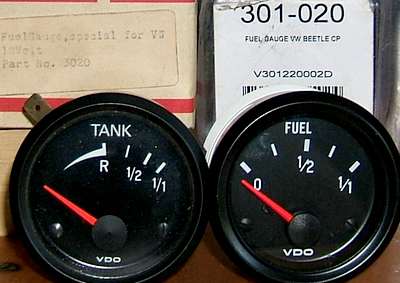 FuelGauge, special for VW
12Volt
Part No. 3020
301-020
FUEL GAUGE VW BEETLE CP
V301220002D
TANK
R 1/2 1/1
VDO
FUEL
0 1/2 1/1
VDO